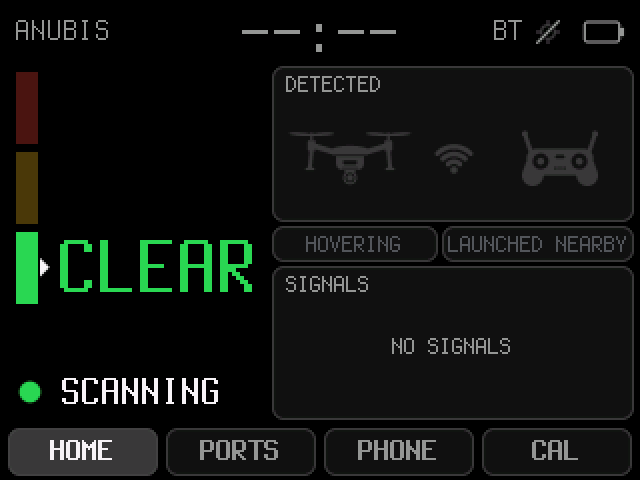 ANUBIS
--:--
BT
DETECTED
HOVERING
LAUNCHED NEARBY
CLEAR
SIGNALS
NO SIGNALS
SCANNING
HOME
PORTS
PHONE
CAL